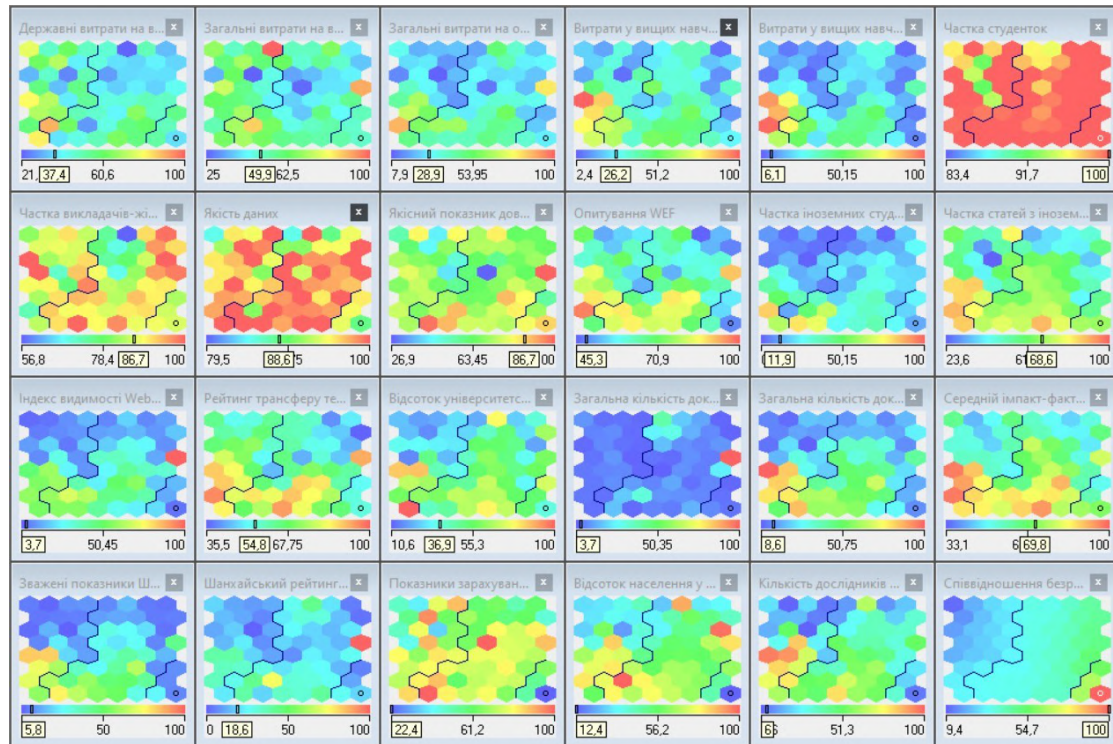 Державні витрати на в... x
Загальні витрати на в... x
Загальні витрати на о... x
Витрати у вищих навч... x
Витрати у вищих навч... x
Частка студенток x
21, 37,4 60,6 100
25 49,9 62,5 100
7,9 28,9 53,95 100
2,4 26,2 51,2 100
6,1 50,15 100
83,4 91,7 100
Частка викладачів-жі... x
Якість даних x
Якісний показник дов... x
Опитування WEF x
Частка іноземних студ... x
Частка статей з інозем... x
56,8 78,4 86,7 100
79,5 88,6 00
26,9 63,45 86,7 00
45,3 70,9 100
11,9 50,15 100
23,6 61 68,6 100
Індекс видимості Web... x
Рейтинг трансферу те... x
Відсоток університетс... x
Загальна кількість док... x
Загальна кількість док... x
Середній імпакт-факт... x
3,7 50,45 100
35,5 54,8 67,75 100
10,6 36,9 55,3 100
3,7 50,35 100
8,6 50,75 100
33,1 6 69,8 100
Зважені показники Ш... x
Шанхайський рейтинг... x
Показники зарахуван... x
Відсоток населення у ... x
Кількість дослідників ... x
Співвідношення безр... x
5,8 50 100
0 18,6 50 100
22,4 61,2 100
12,4 56,2 100
6 51,3 100
9,4 54,7 100